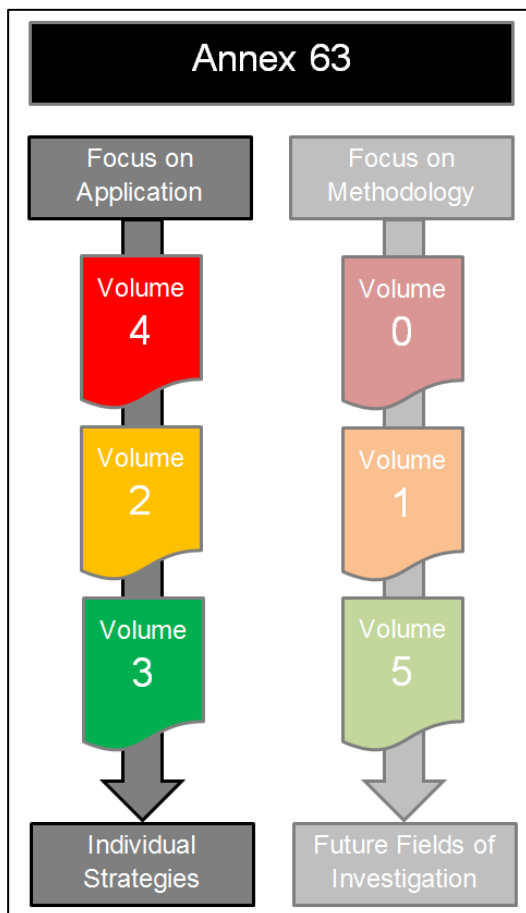 Annex 63
Focus on
Application
Volume
4
Volume
2
Volume
3
Individual
Strategies
Focus on
Methodology
Volume
0
Volume
1
Volume
5
Future Fields of
Investigation